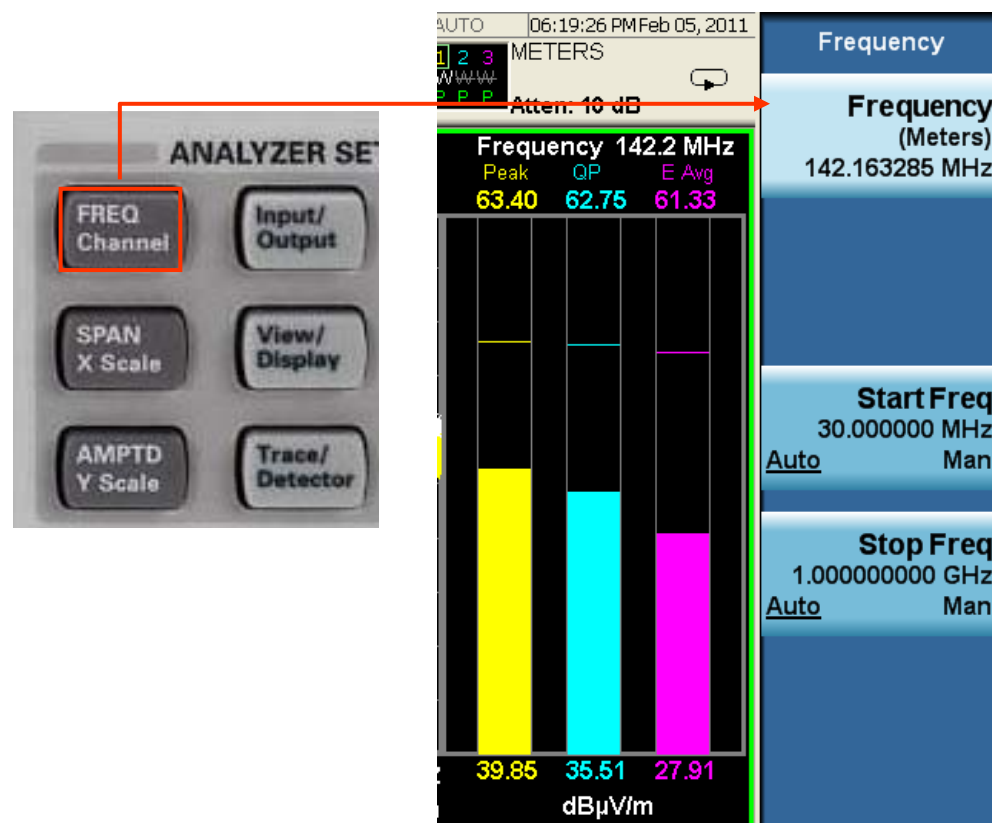 ANALYZER SE
FREQ
Channel
Input/
Output
SPAN
X Scale
View/
Display
AMPTD
Y Scale
Trace/
Detector
AUTO 06:19:26 PM Feb 05, 2011
1 2 3 METERS
W W W
P P P Atten: 10 dB
Frequency 142.2 MHz
Peak QP E Avg
63.40 62.75 61.33
39.85 35.51 27.91
dBµV/m
Frequency
Frequency
(Meters)
142.163285 MHz
Start Freq
30.000000 MHz
Auto Man
Stop Freq
1.000000000 GHz
Auto Man